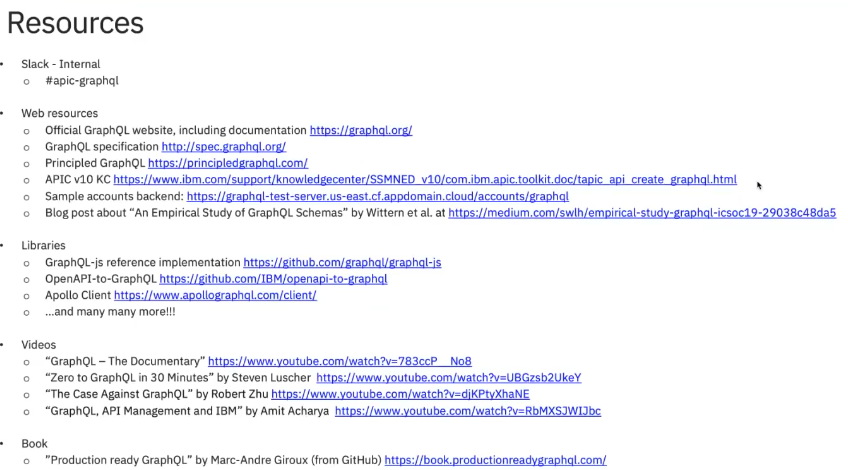 Resources
• Slack - Internal
o #apic-graphql
• Web resources
o Official GraphQL website, including documentation https://graphql.org/
o GraphQL specification http://spec.graphql.org/
o Principled GraphQL https://principledgraphql.com/
o APIC v10 KC https://www.ibm.com/support/knowledgecenter/SSMNED_v10/com.ibm.apic.toolkit.doc/tapic_api_create_graphql.html
o Sample accounts backend: https://graphql-test-server.us-east.cf.appdomain.cloud/accounts/graphql
o Blog post about “An Empirical Study of GraphQL Schemas” by Wittern et al. at https://medium.com/swlh/empirical-study-graphql-icsoc19-29038c48da5
• Libraries
o GraphQL-js reference implementation https://github.com/graphql/graphql-js
o OpenAPI-to-GraphQL https://github.com/IBM/openapi-to-graphql
o Apollo Client https://www.apollographql.com/client/
o ...and many many more!!!
• Videos
o “GraphQL – The Documentary” https://www.youtube.com/watch?v=783ccP__No8
o “Zero to GraphQL in 30 Minutes” by Steven Luscher https://www.youtube.com/watch?v=UBGzsb2UkeY
o “The Case Against GraphQL” by Robert Zhu https://www.youtube.com/watch?v=djKPtyXhaNE
o “GraphQL, API Management and IBM” by Amit Acharya https://www.youtube.com/watch?v=RbMXSJWIJbc
• Book
o ”Production ready GraphQL” by Marc-Andre Giroux (from GitHub) https://book.productionreadygraphql.com/